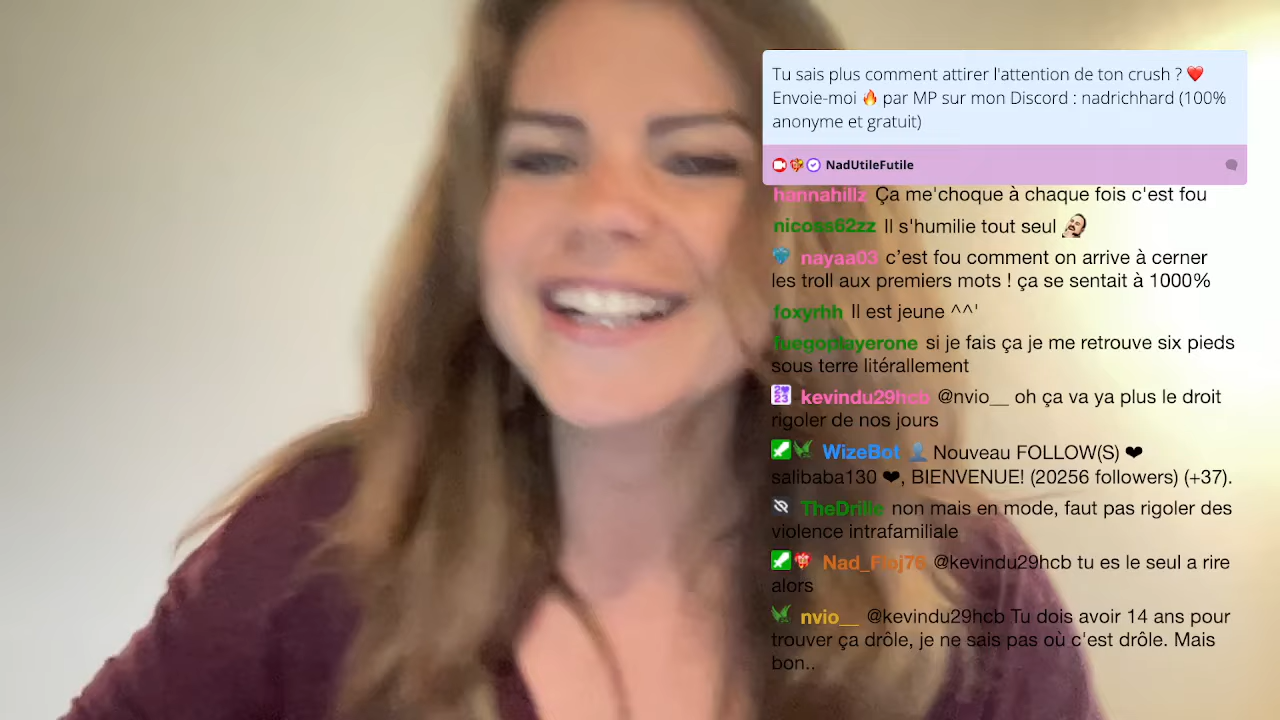 Tu sais plus comment attirer l'attention de ton crush ? ❤️
Envoie-moi 🔥 par MP sur mon Discord : nadrichhard (100%
anonyme et gratuit)
NadUtileFutile
hannahillz Ça me'choque à chaque fois c'est fou
nicoss62zz Il s'humilie tout seul
nayaa03 c’est fou comment on arrive à cerner
les troll aux premiers mots ! ça se sentait à 1000%
foxyrhh Il est jeune ^^'
fuegoplayerone si je fais ça je me retrouve six pieds
sous terre litérallement
kevindu29hcb @nvio__ oh ça va ya plus le droit
rigoler de nos jours
WizeBot 👤 Nouveau FOLLOW(S) ❤
salibaba130 ❤, BIENVENUE! (20256 followers) (+37).
non mais en mode, faut pas rigoler des
violence intrafamiliale
@kevindu29hcb tu es le seul a rire
alors
nvio__ @kevindu29hcb Tu dois avoir 14 ans pour
trouver ça drôle, je ne sais pas où c'est drôle. Mais
bon..